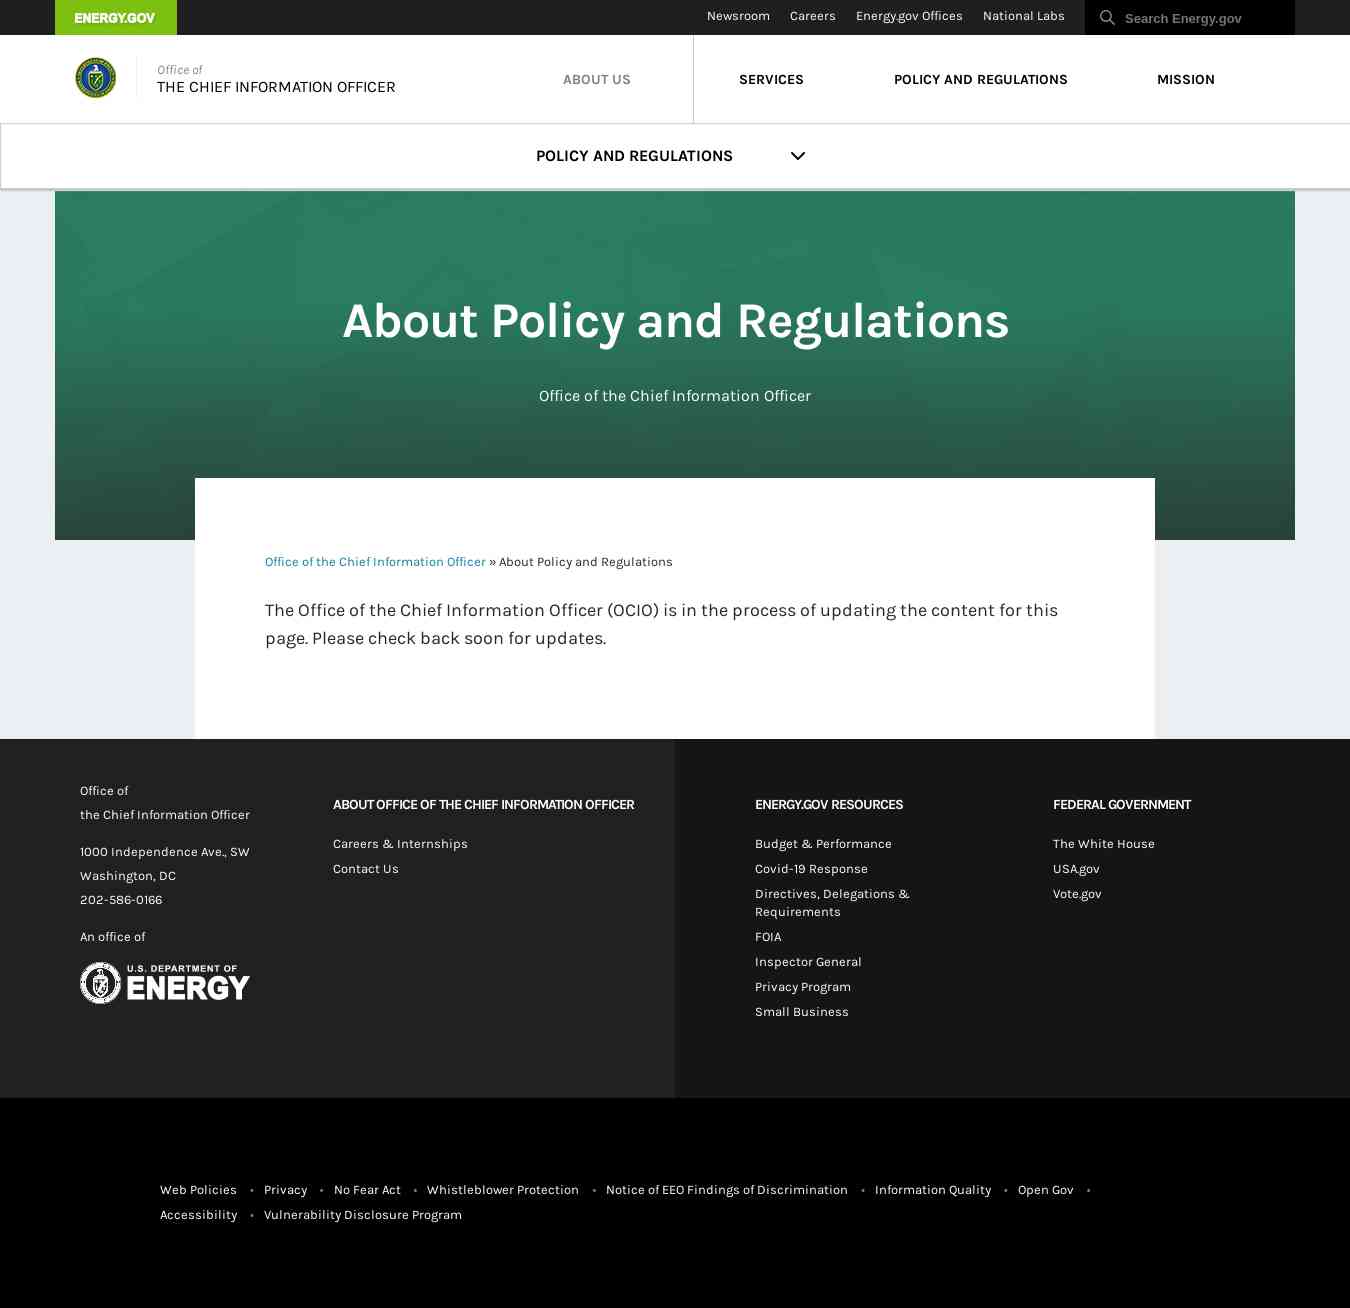 ENERGY.GOV
Newsroom Careers Energy.gov Offices National Labs Search Energy.gov
Office of
THE CHIEF INFORMATION OFFICER
ABOUT US SERVICES POLICY AND REGULATIONS MISSION
POLICY AND REGULATIONS
About Policy and Regulations
Office of the Chief Information Officer
Office of the Chief Information Officer » About Policy and Regulations
The Office of the Chief Information Officer (OCIO) is in the process of updating the content for this
page. Please check back soon for updates.
Office of
the Chief Information Officer
1000 Independence Ave., SW
Washington, DC
202-586-0166
An office of
U.S. DEPARTMENT OF
ENERGY
ABOUT OFFICE OF THE CHIEF INFORMATION OFFICER
Careers & Internships
Contact Us
ENERGY.GOV RESOURCES
Budget & Performance
Covid-19 Response
Directives, Delegations &
Requirements
FOIA
Inspector General
Privacy Program
Small Business
FEDERAL GOVERNMENT
The White House
USA.gov
Vote.gov
Web Policies • Privacy • No Fear Act • Whistleblower Protection • Notice of EEO Findings of Discrimination • Information Quality • Open Gov •
Accessibility • Vulnerability Disclosure Program